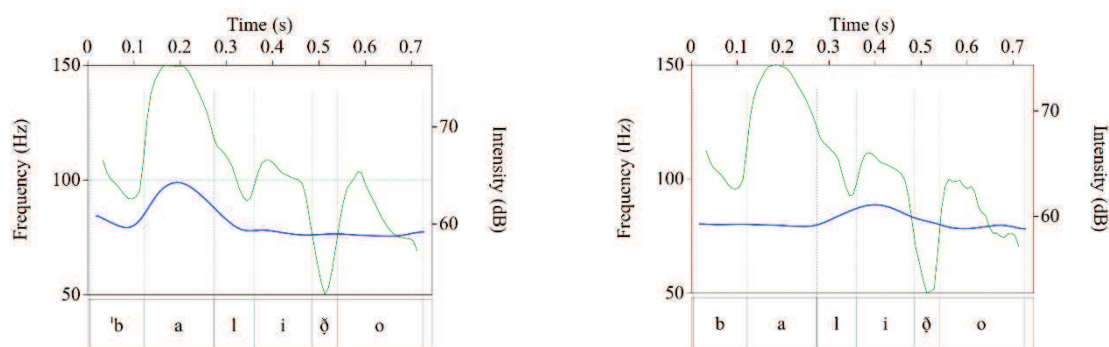 Time (s)
0 0.1 0.2 0.3 0.4 0.5 0.6 0.7
150
100
50
Frequency (Hz)
70
60
Intensity (dB)
ˈb a l i ð̞ o
Time (s)
0 0.1 0.2 0.3 0.4 0.5 0.6 0.7
150
100
50
Frequency (Hz)
70
60
Intensity (dB)
b a l i ð̞ o